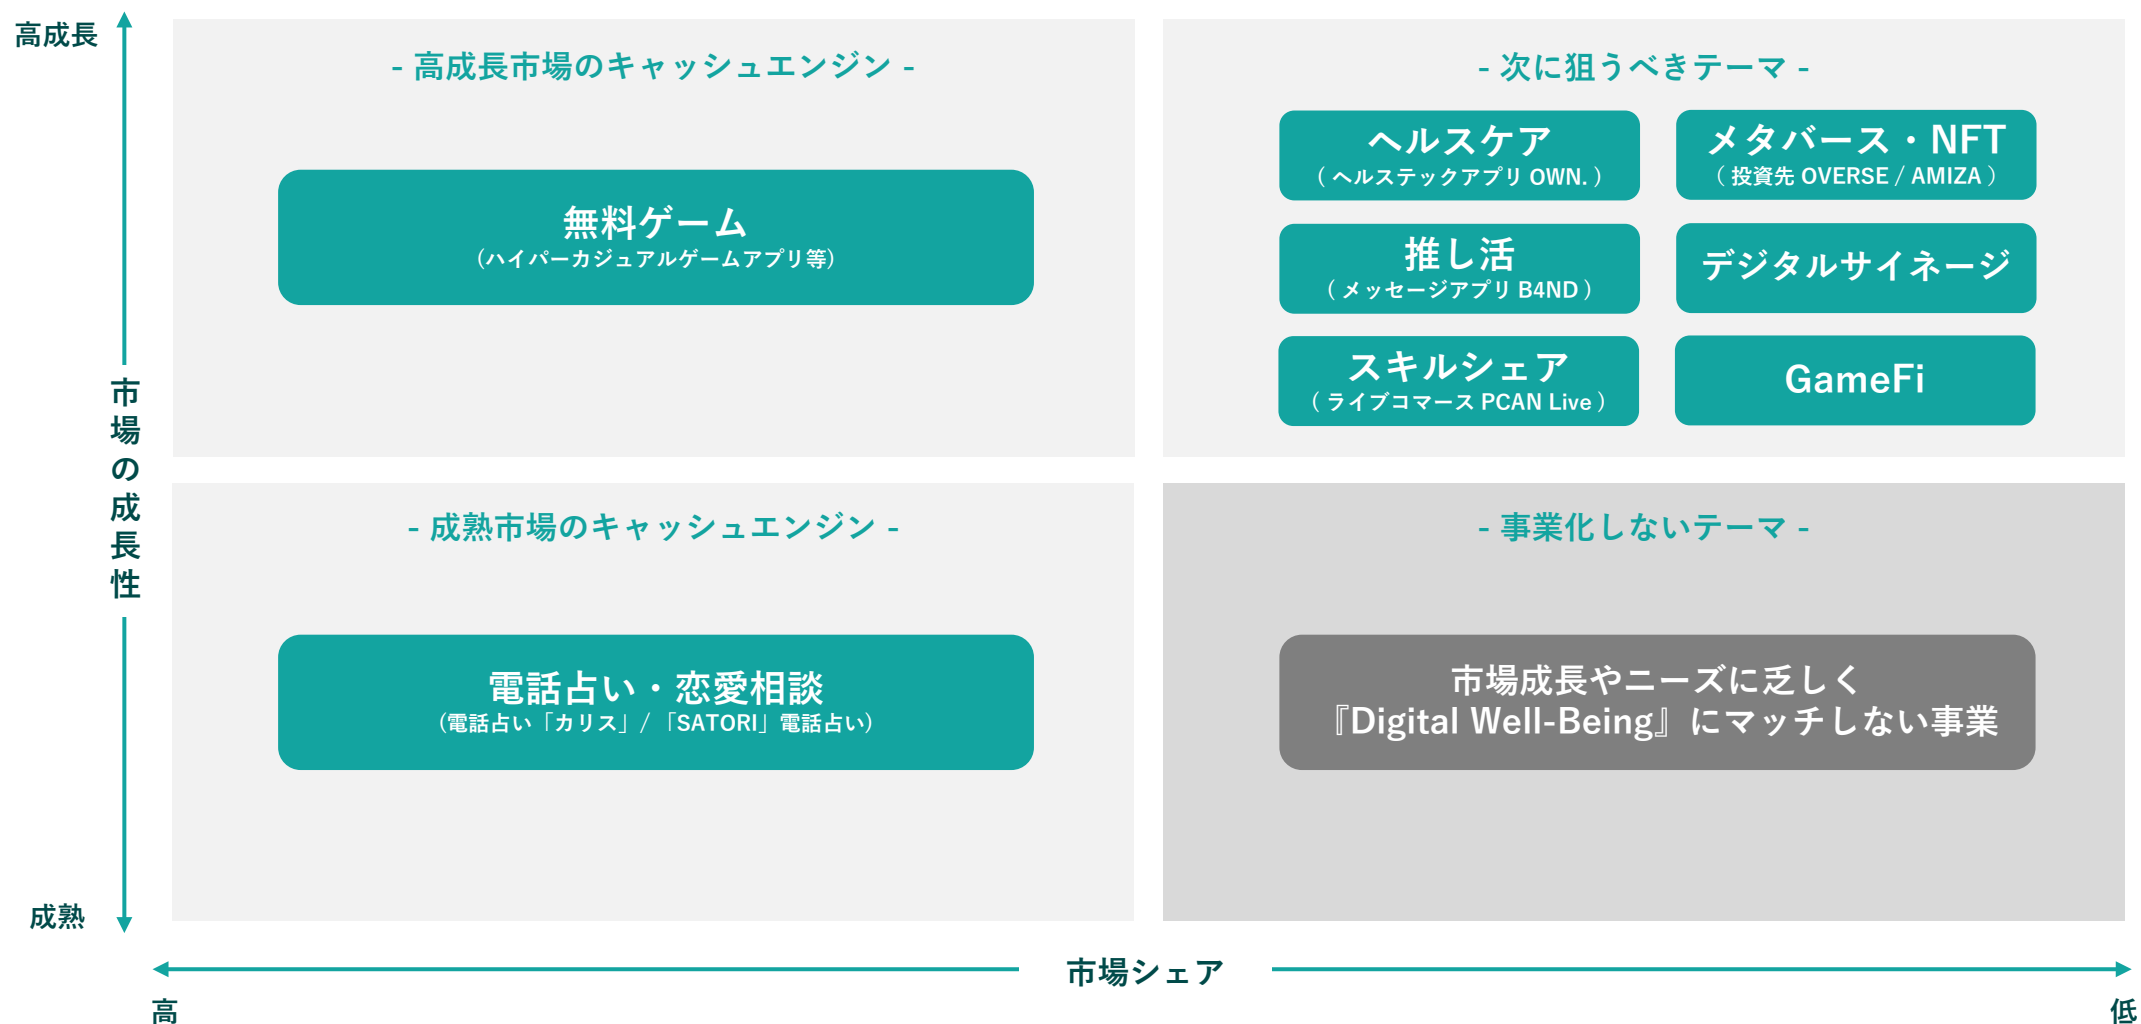 高成長
- 高成長市場のキャッシュエンジン -
無料ゲーム
(ハイパーカジュアルゲームアプリ等)
- 次に狙うべきテーマ -
ヘルスケア
( ヘルステックアプリ OWN. )
メタバース・NFT
( 投資先 OVERSE / AMIZA )
推し活
( メッセージアプリ B4ND )
デジタルサイネージ
スキルシェア
( ライブコマース PCAN Live )
GameFi
市場の成長性
- 成熟市場のキャッシュエンジン -
電話占い・恋愛相談
(電話占い「カリス」/ 「SATORI」電話占い)
- 事業化しないテーマ -
市場成長やニーズに乏しく
『Digital Well-Being』にマッチしない事業
成熟
市場シェア
高
低